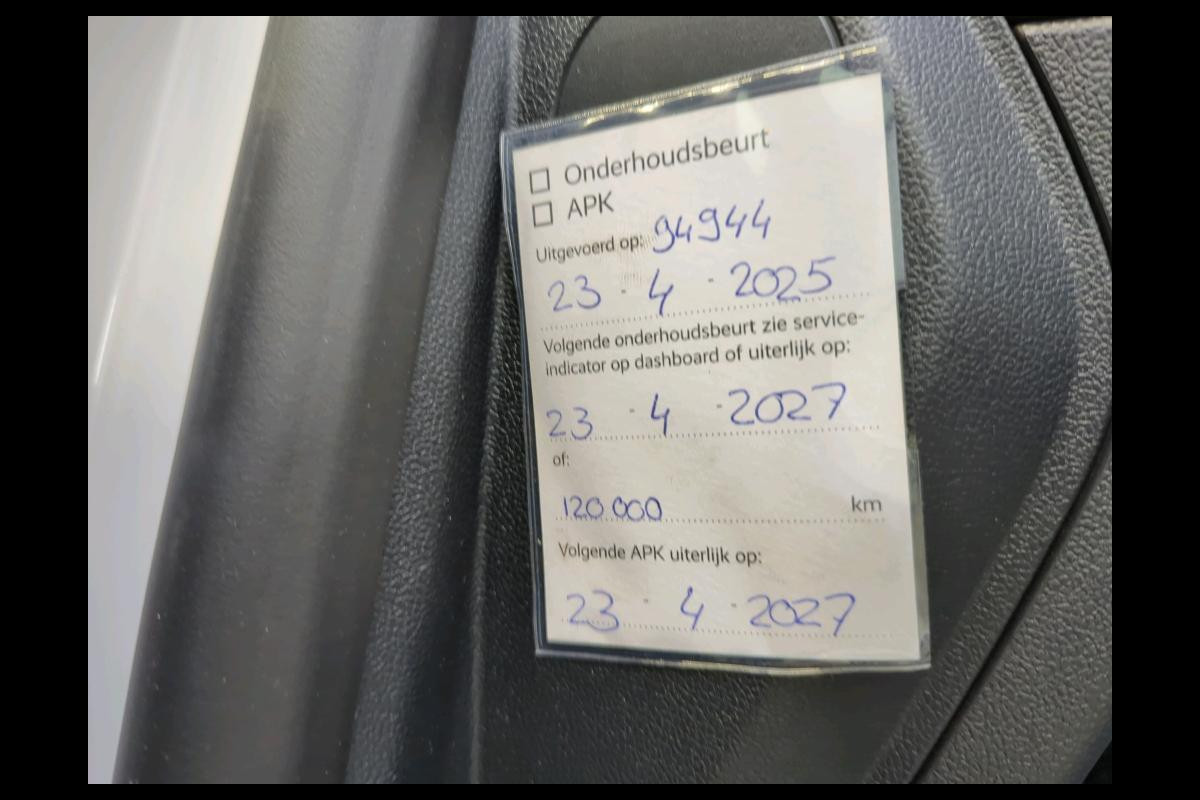 Onderhoudsbeurt
APK
Uitgevoerd op: 94944
23 - 4 - 2025
Volgende onderhoudsbeurt zie service-
indicator op dashboard of uiterlijk op:
23 - 4 - 2027
of:
120.000 km
Volgende APK uiterlijk op:
23 - 4 - 2027